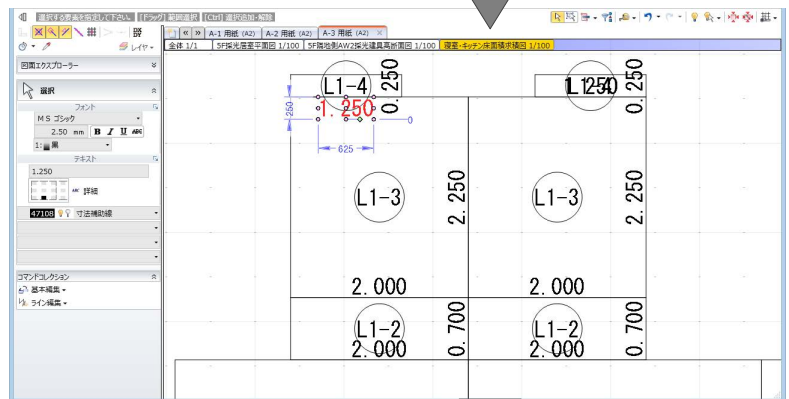 選択する要素を指定して下さい。 [ドラッグ] 範囲選択 [Ctrl] 選択追加・解除
A-1 用紙 (A2)
A-2 用紙 (A2)
A-3 用紙 (A2)
レイヤー
全体 1/1
5F採光居室平面図 1/100
5F隣地側AW2採光建具高断面図 1/100
寝室・キッチン床面積求積図 1/100
図面エクスプローラー
選択
フォント
MS ゴシック
2.50 mm B I U ABC
1: 黒
テキスト
1.250
詳細
47108 寸法補助線
コマンドコレクション
基本編集
ライン編集
L1-4
0.250
1.250
250
0
625
0.250
L1-3
2.250
2.000
L1-3
2.250
2.000
L1-2
0.700
2.000
L1-2
0.700
2.000